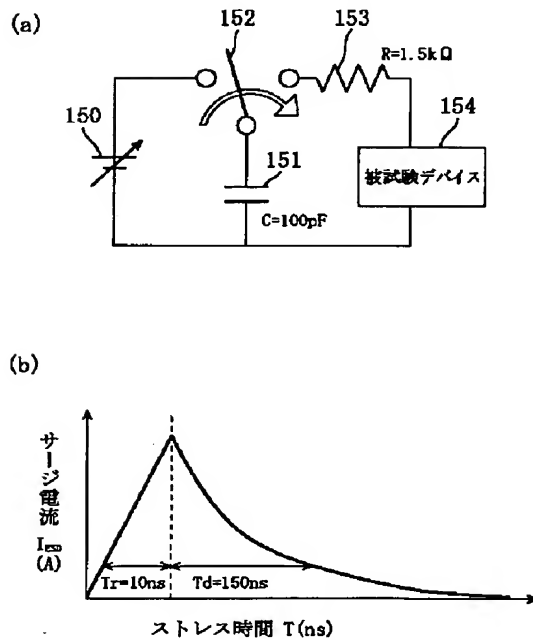 (a)
152
153
R=1.5kΩ
150
154
151
被試験デバイス
C=100pF
(b)
サージ電流
I_ESD
(A)
Tr=10ns
Td=150ns
ストレス時間 T(ns)